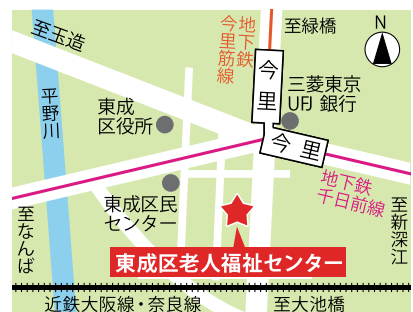 至玉造
地下鉄
今里筋線
至緑橋
N
平野川
東成
区役所
今里
三菱東京
UFJ 銀行
今里
東成区民
センター
地下鉄
千日前線
至なんば
至新深江
東成区老人福祉センター
近鉄大阪線・奈良線
至大池橋